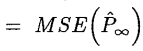 = MSE(P̂∞)